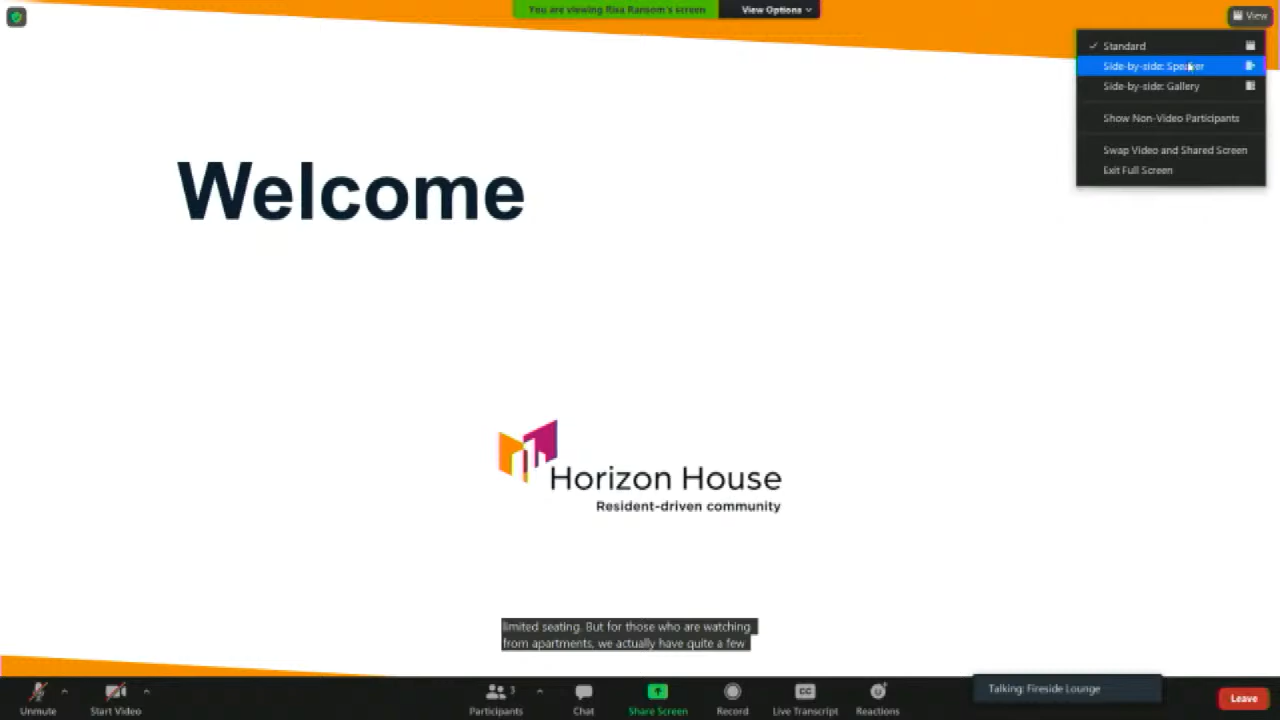 You are viewing Risa Ransom's screen
View Options
View
Standard
Side-by-side: Speaker
Side-by-side: Gallery
Show Non-Video Participants
Swap Video and Shared Screen
Exit Full Screen
Welcome
Horizon House
Resident-driven community
limited seating. But for those who are watching
from apartments, we actually have quite a few
Talking: Fireside Lounge
Unmute
Start Video
Participants
3
Chat
Share Screen
Record
CC
Live Transcript
Reactions
Leave